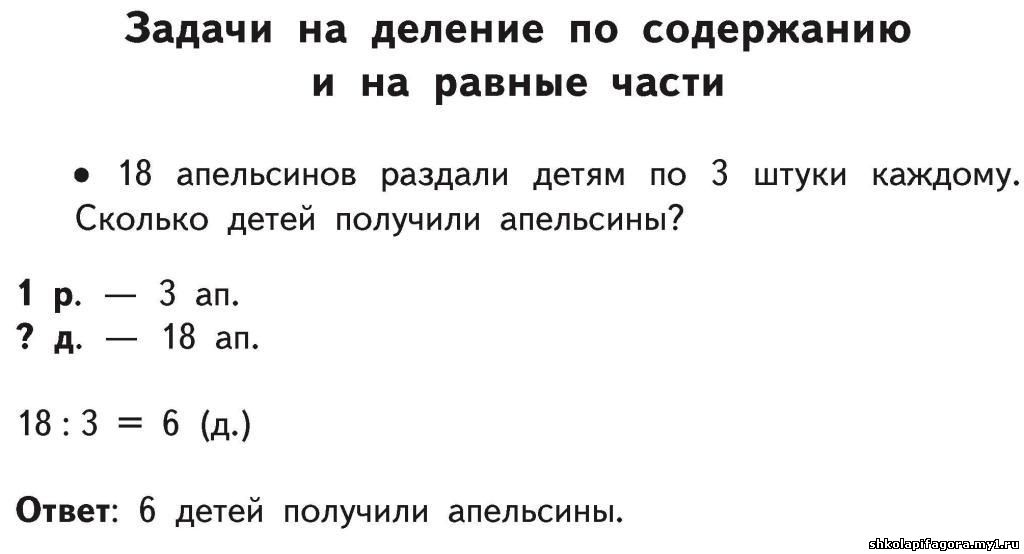 Задачи на деление по содержанию
и на равные части
• 18 апельсинов раздали детям по 3 штуки каждому.
Сколько детей получили апельсины?
1 р. — 3 ап.
? д. — 18 ап.
18 : 3 = 6 (д.)
Ответ: 6 детей получили апельсины.
shkolapifagora.my1.ru